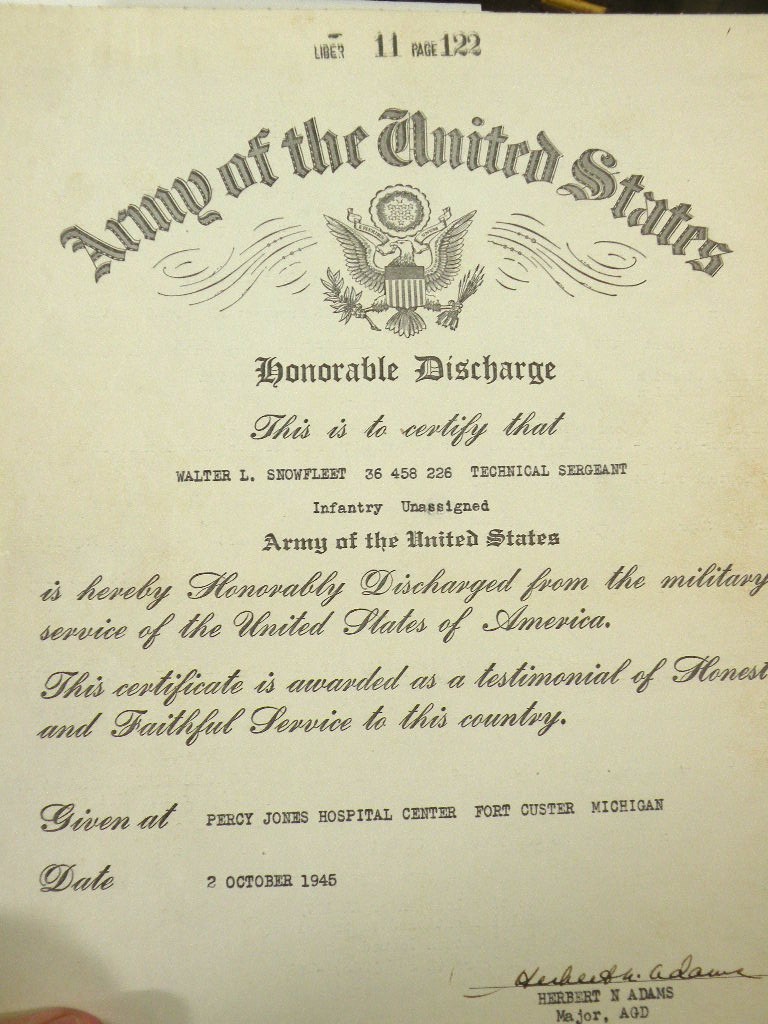 LIBER 11 PAGE 122
Army of the United States
Honorable Discharge
This is to certify that
WALTER L. SNOWFLEET 36 458 226 TECHNICAL SERGEANT
Infantry Unassigned
Army of the United States
is hereby Honorably Discharged from the military
service of the United States of America.
This certificate is awarded as a testimonial of Honest
and Faithful Service to this country.
Given at PERCY JONES HOSPITAL CENTER FORT CUSTER MICHIGAN
Date 2 OCTOBER 1945
Herbert N. Adams
HERBERT N ADAMS
Major, AGD